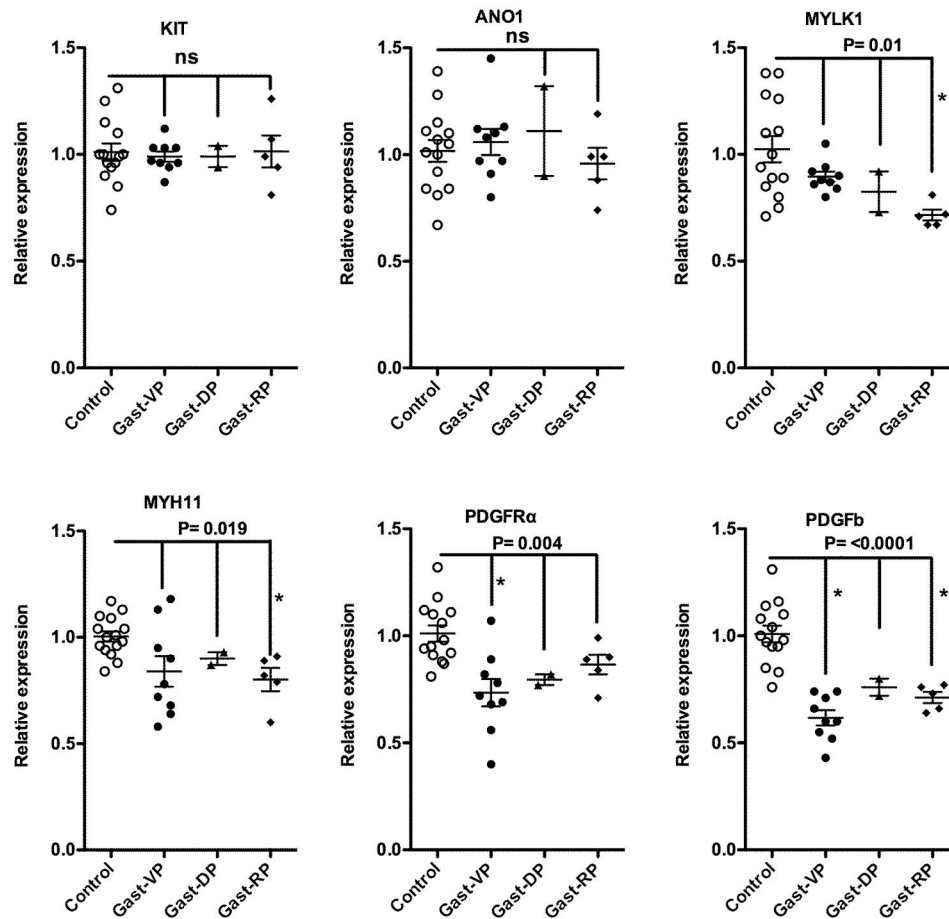 KIT
ns
Relative expression
1.5
1.0
0.5
0.0
Control
Gast-VP
Gast-DP
Gast-RP
ANO1
ns
Relative expression
1.5
1.0
0.5
0.0
Control
Gast-VP
Gast-DP
Gast-RP
MYLK1
P= 0.01
*
Relative expression
1.5
1.0
0.5
0.0
Control
Gast-VP
Gast-DP
Gast-RP
MYH11
P= 0.019
*
Relative expression
1.5
1.0
0.5
0.0
Control
Gast-VP
Gast-DP
Gast-RP
PDGFRα
P= 0.004
*
Relative expression
1.5
1.0
0.5
0.0
Control
Gast-VP
Gast-DP
Gast-RP
PDGFb
P= <0.0001
* *
Relative expression
1.5
1.0
0.5
0.0
Control
Gast-VP
Gast-DP
Gast-RP